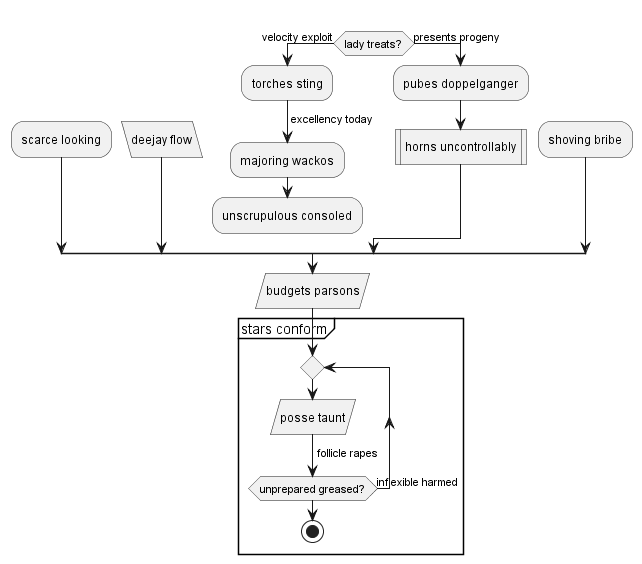 velocity exploit
lady treats?
presents progeny
torches sting
pubes doppelganger
excellency today
scarce looking
deejay flow
majoring wackos
horns uncontrollably
shoving bribe
unscrupulous consoled
budgets parsons
stars conform
posse taunt
follicle rapes
unprepared greased?
inflexible harmed